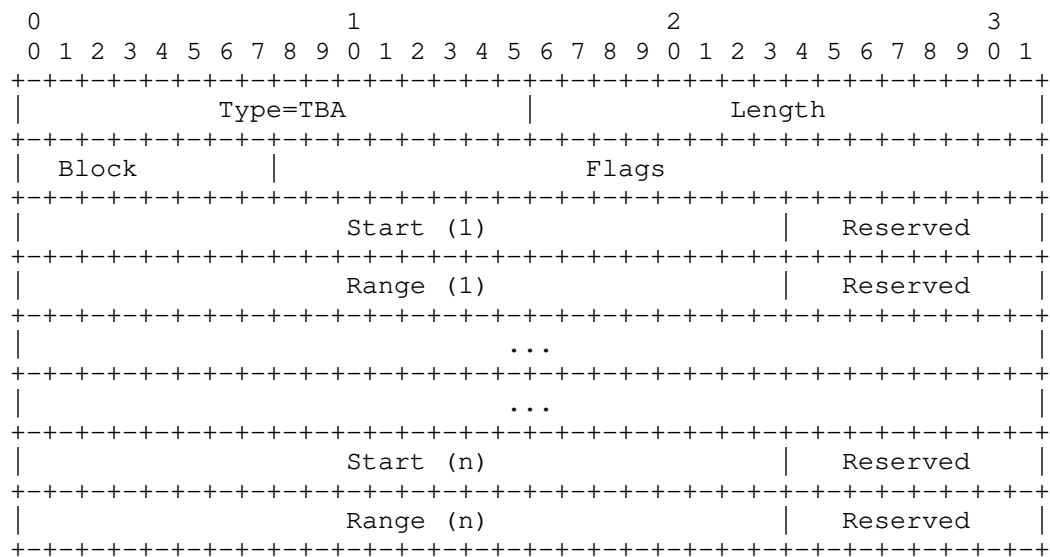 0                   1                   2                   3
 0 1 2 3 4 5 6 7 8 9 0 1 2 3 4 5 6 7 8 9 0 1 2 3 4 5 6 7 8 9 0 1
+-+-+-+-+-+-+-+-+-+-+-+-+-+-+-+-+-+-+-+-+-+-+-+-+-+-+-+-+-+-+-+-+
|            Type=TBA           |            Length             |
+-+-+-+-+-+-+-+-+-+-+-+-+-+-+-+-+-+-+-+-+-+-+-+-+-+-+-+-+-+-+-+-+
|  Block        |                   Flags                       |
+-+-+-+-+-+-+-+-+-+-+-+-+-+-+-+-+-+-+-+-+-+-+-+-+-+-+-+-+-+-+-+-+
|                    Start (1)                  |   Reserved    |
+-+-+-+-+-+-+-+-+-+-+-+-+-+-+-+-+-+-+-+-+-+-+-+-+-+-+-+-+-+-+-+-+
|                    Range (1)                  |   Reserved    |
+-+-+-+-+-+-+-+-+-+-+-+-+-+-+-+-+-+-+-+-+-+-+-+-+-+-+-+-+-+-+-+-+
|                              ...                              |
+-+-+-+-+-+-+-+-+-+-+-+-+-+-+-+-+-+-+-+-+-+-+-+-+-+-+-+-+-+-+-+-+
|                              ...                              |
+-+-+-+-+-+-+-+-+-+-+-+-+-+-+-+-+-+-+-+-+-+-+-+-+-+-+-+-+-+-+-+-+
|                    Start (n)                  |   Reserved    |
+-+-+-+-+-+-+-+-+-+-+-+-+-+-+-+-+-+-+-+-+-+-+-+-+-+-+-+-+-+-+-+-+
|                    Range (n)                  |   Reserved    |
+-+-+-+-+-+-+-+-+-+-+-+-+-+-+-+-+-+-+-+-+-+-+-+-+-+-+-+-+-+-+-+-+